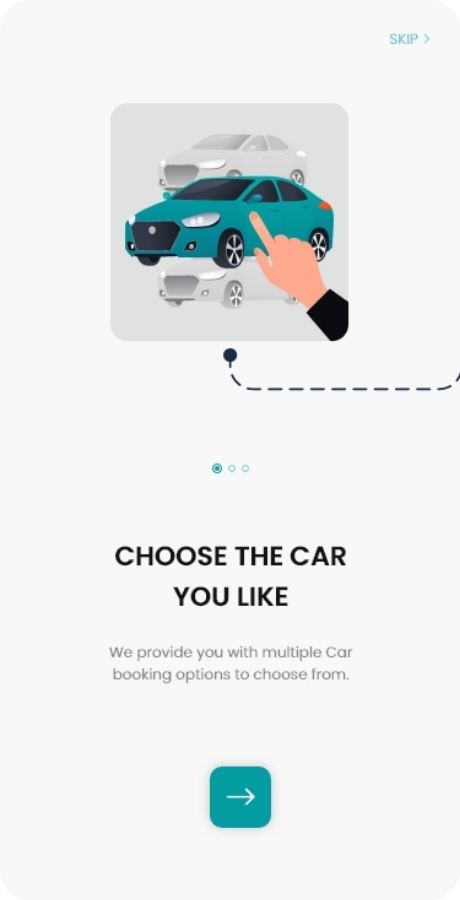 SKIP
CHOOSE THE CAR
YOU LIKE
We provide you with multiple Car
booking options to choose from.